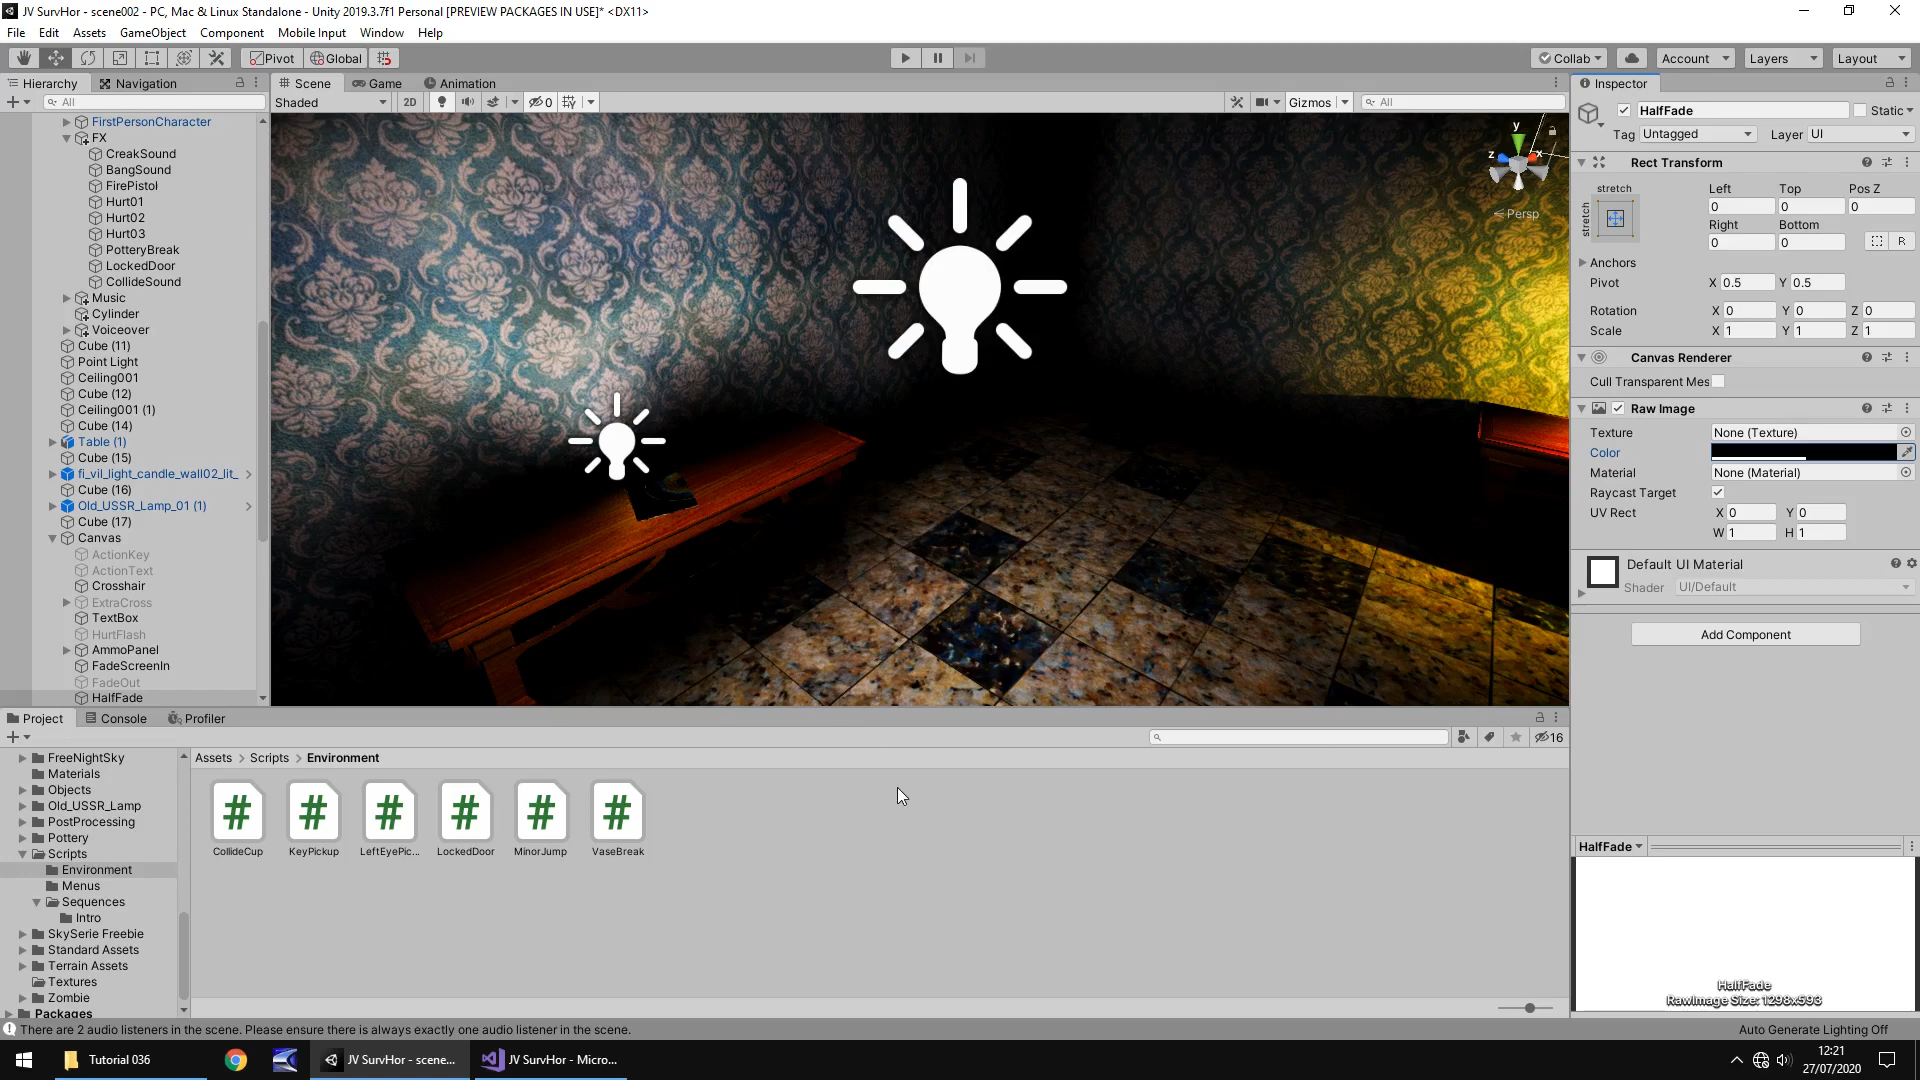 JV SurvHor - scene002 - PC, Mac & Linux Standalone - Unity 2019.3.7f1 Personal [PREVIEW PACKAGES IN USE]* <DX11>
File Edit Assets GameObject Component Mobile Input Window Help
Pivot Global Collab Account Layers Layout
Hierarchy Navigation Scene Game Animation Inspector
All Shaded 2D 0 Gizmos All
HalfFade Static
Tag Untagged Layer UI
FirstPersonCharacter
FX
CreakSound
BangSound
FirePistol
Hurt01
Hurt02
Hurt03
PotteryBreak
LockedDoor
CollideSound
Music
Cylinder
Voiceover
Cube (11)
Point Light
Ceiling001
Cube (12)
Ceiling001 (1)
Cube (14)
Table (1)
Cube (15)
fi_vil_light_candle_wall02_lit_
Cube (16)
Old_USSR_Lamp_01 (1)
Cube (17)
Canvas
ActionKey
ActionText
Crosshair
ExtraCross
TextBox
HurtFlash
AmmoPanel
FadeScreenIn
FadeOut
HalfFade
y
z x
Persp
Rect Transform
stretch
stretch
Left Top Pos Z
0 0 0
Right Bottom
0 0 R
Anchors
Pivot X 0.5 Y 0.5
Rotation X 0 Y 0 Z 0
Scale X 1 Y 1 Z 1
Canvas Renderer
Cull Transparent Mes
Raw Image
Texture None (Texture)
Color
Material None (Material)
Raycast Target
UV Rect X 0 Y 0
W 1 H 1
Default UI Material
Shader UI/Default
Add Component
HalfFade
HalfFade
RawImage Size: 1298x593
Project Console Profiler
16
FreeNightSky
Materials
Objects
Old_USSR_Lamp
PostProcessing
Pottery
Scripts
Environment
Menus
Sequences
Intro
SkySerie Freebie
Standard Assets
Terrain Assets
Textures
Zombie
Packages
Assets > Scripts > Environment
# # # # # #
CollideCup KeyPickup LeftEyePic... LockedDoor MinorJump VaseBreak
There are 2 audio listeners in the scene. Please ensure there is always exactly one audio listener in the scene.
Auto Generate Lighting Off
Tutorial 036 JV SurvHor - scene... JV SurvHor - Micro...
12:21
27/07/2020